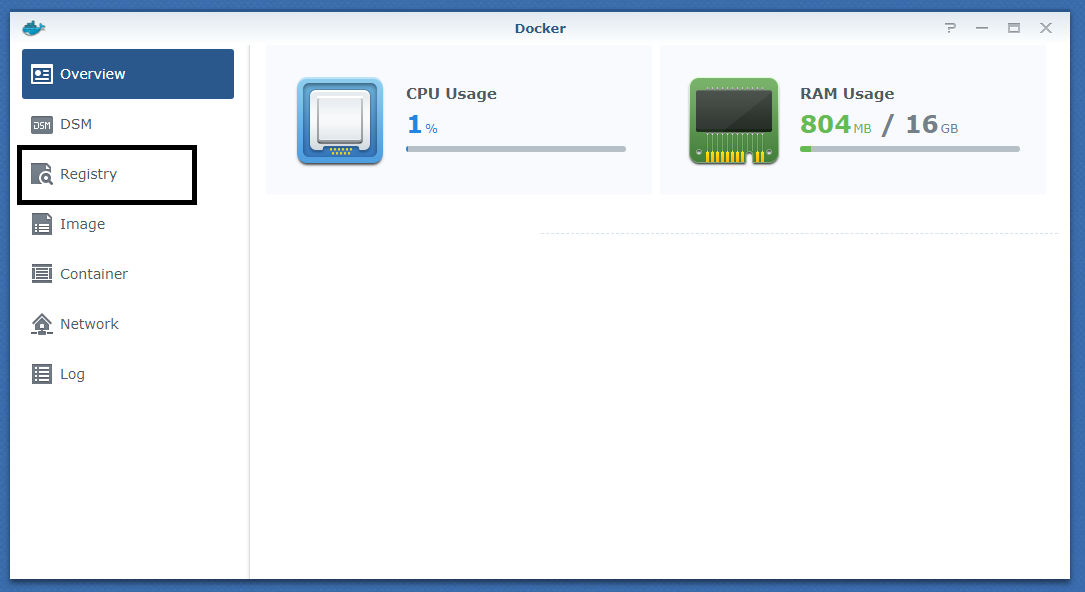 Docker
Overview
DSM
DSM
Registry
Image
Container
Network
Log
CPU Usage
1 %
RAM Usage
804 MB / 16 GB